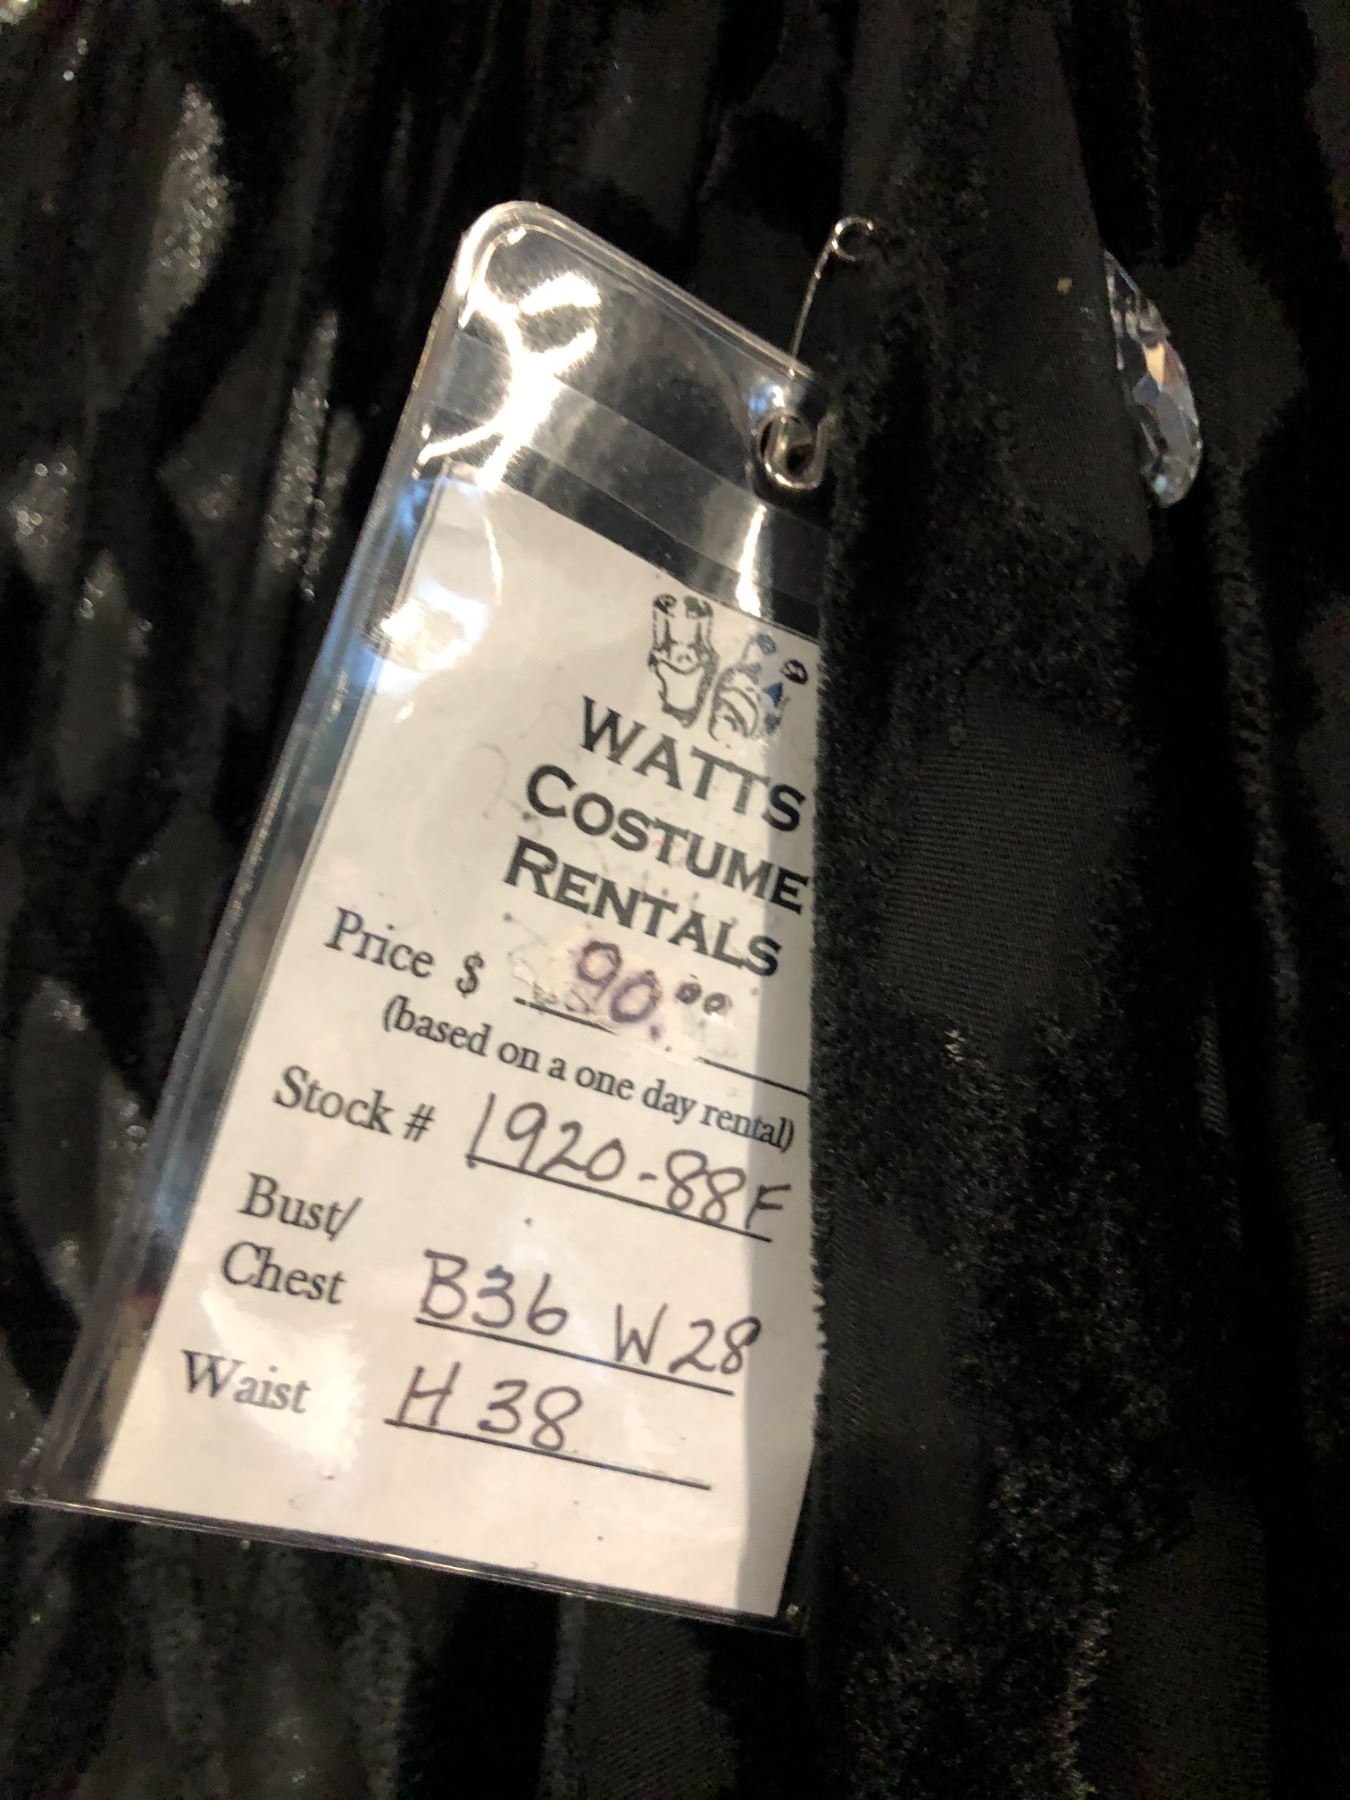 WATTS
COSTUME
RENTALS
Price $ 90.00
(based on a one day rental)
Stock # 1920-88F
Bust/
Chest B36 W28
Waist H 38